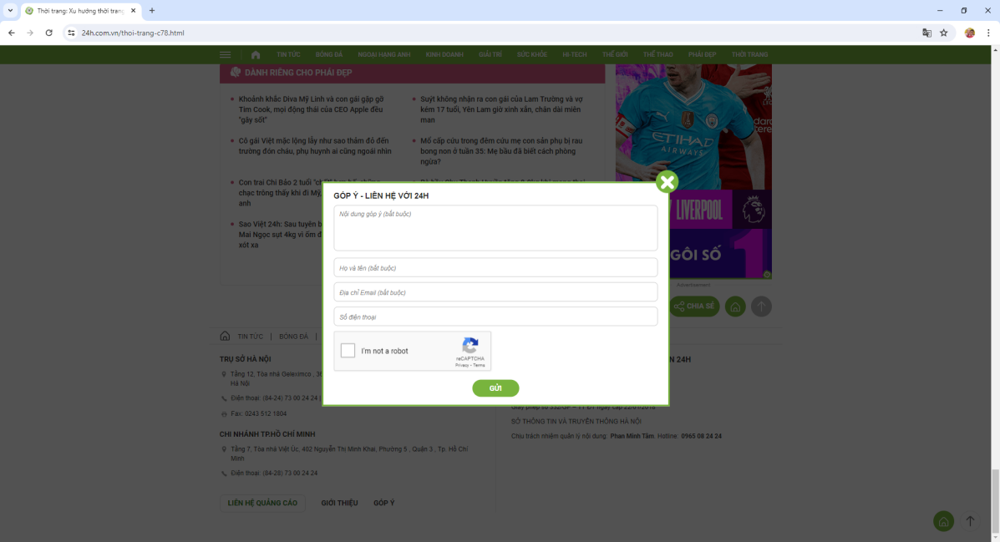 Thời trang: Xu hướng thời trang
24h.com.vn/thoi-trang-c78.html
TIN TỨC BÓNG ĐÁ NGOẠI HẠNG ANH KINH DOANH GIẢI TRÍ SỨC KHỎE HI-TECH THẾ GIỚI THỂ THAO PHÁI ĐẸP THỜI TRANG
DÀNH RIÊNG CHO PHÁI ĐẸP
Khoảnh khắc Diva Mỹ Linh và con gái gặp gỡ
Tim Cook, mọi động thái của CEO Apple đều
"gây sốt"
Suýt không nhận ra con gái của Lam Trường và vợ
kém 17 tuổi, Yên Lam giờ xinh xắn, chân dài miên
man
Cô gái Việt mặc lộng lẫy như sao thảm đỏ đến
trường đón cháu, phụ huynh ai cũng ngoái nhìn
Mổ cấp cứu trong đêm cứu mẹ con sản phụ bị rau
bong non ở tuần 35: Mẹ bầu đã biết cách phòng
ngừa?
Con trai Chi Bảo 2 tuổi
chạc trông thấy khi đi Mỹ,
anh
Sao Việt 24h: Sau tuyên b
Mai Ngọc sụt 4kg vì ốm đ
xót xa
ETIHAD
AIRWAYS
LIVERPOOL
GÔI SỐ 1
Advertisement
CHIA SẺ
GÓP Ý - LIÊN HỆ VỚI 24H
Nội dung góp ý (bắt buộc)
Họ và tên (bắt buộc)
Địa chỉ Email (bắt buộc)
Số điện thoại
I'm not a robot
reCAPTCHA
Privacy - Terms
GỬI
TIN TỨC | BÓNG ĐÁ |
TRỤ SỞ HÀ NỘI
Tầng 12, Tòa nhà Geleximco , 36
Hà Nội
Điện thoại: (84-24) 73 00 24 24
Fax: 0243 512 1804
CHI NHÁNH TP.HỒ CHÍ MINH
Tầng 7, Tòa nhà Việt Úc, 402 Nguyễn Thị Minh Khai, Phường 5 , Quận 3 , Tp. Hồ Chí
Minh
Điện thoại: (84-28) 73 00 24 24
N 24H
SỞ THÔNG TIN VÀ TRUYỀN THÔNG HÀ NỘI
Chịu trách nhiệm quản lý nội dung: Phan Minh Tâm. Hotline: 0965 08 24 24
LIÊN HỆ QUẢNG CÁO GIỚI THIỆU GÓP Ý